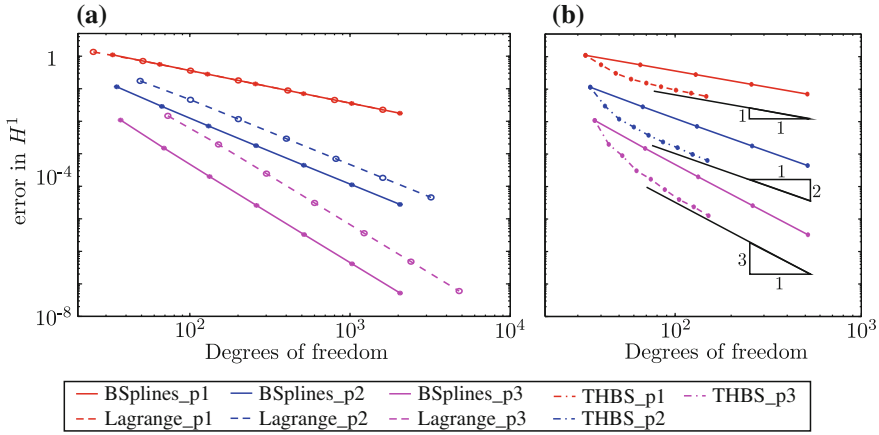 (a) (b)
error in H^1
1
10^-4
10^-8
10^2 10^3 10^4
Degrees of freedom
1
1
1
2
3
1
10^2 10^3
Degrees of freedom
BSplines_p1 BSplines_p2 BSplines_p3 THBS_p1 THBS_p3
Lagrange_p1 Lagrange_p2 Lagrange_p3 THBS_p2